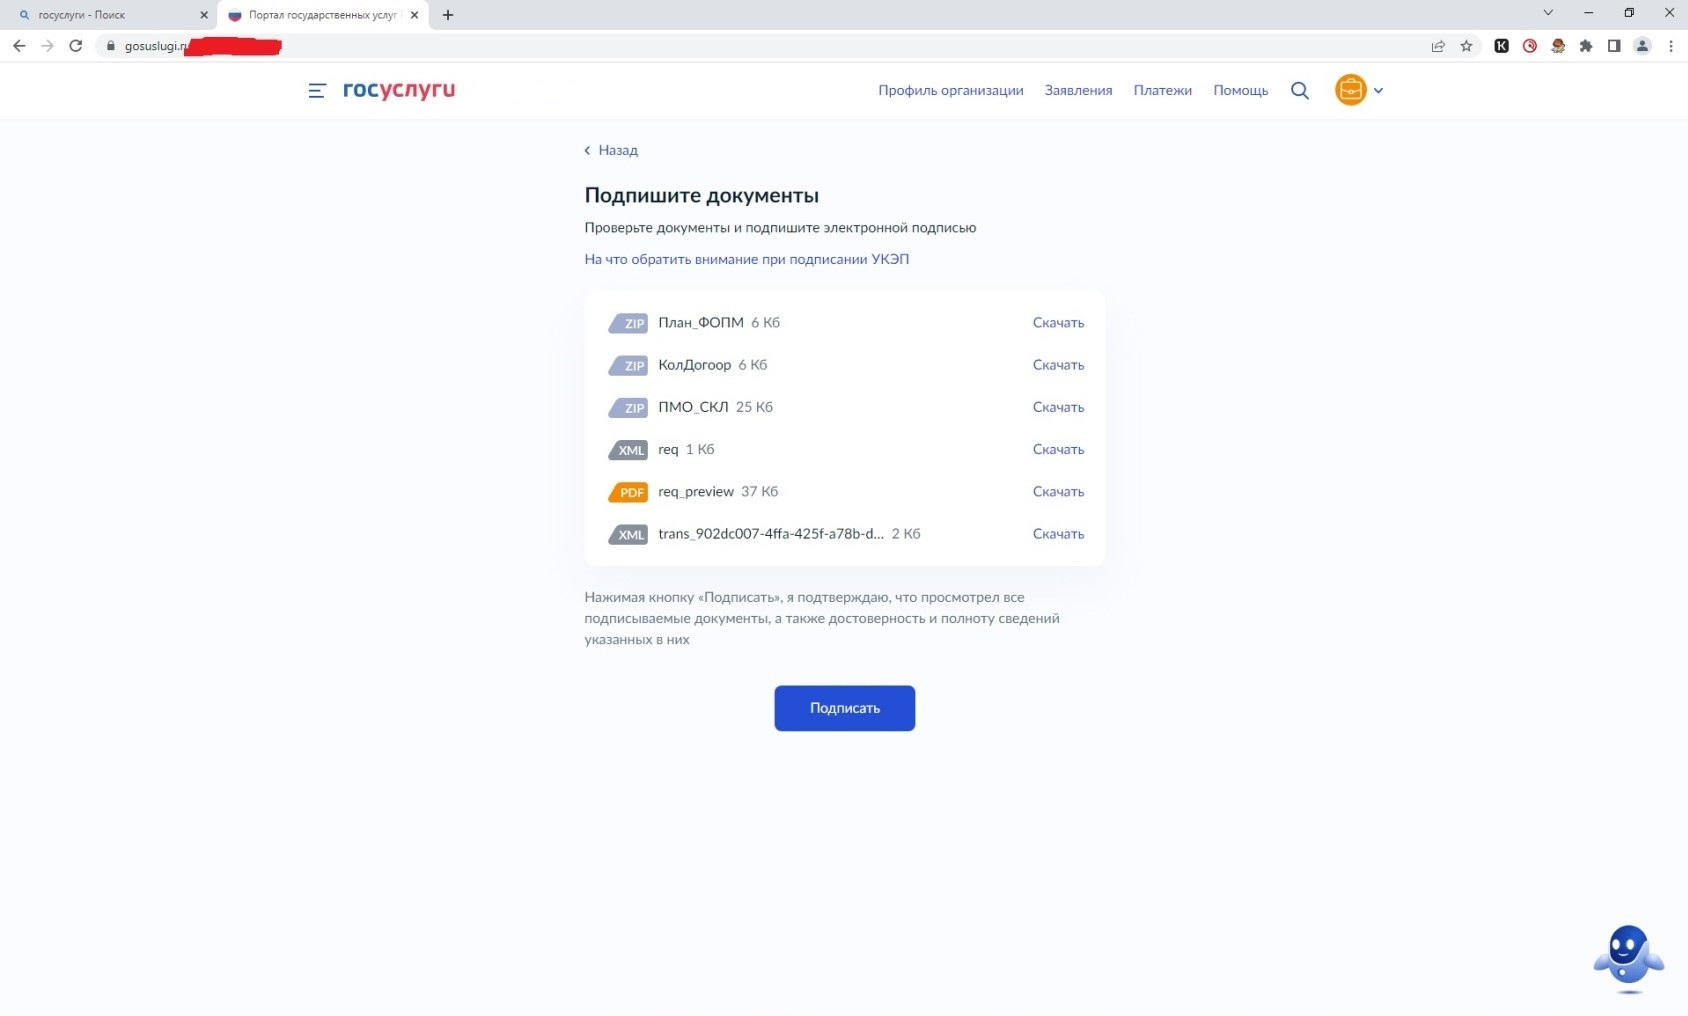 госуслуги - Поиск
Портал государственных услуг
gosuslugi.ru
госуслуги
Профиль организации Заявления Платежи Помощь
Назад
Подпишите документы
Проверьте документы и подпишите электронной подписью
На что обратить внимание при подписании УКЭП
ZIP План_ФОПМ 6 Кб Скачать
ZIP КолДогоор 6 Кб Скачать
ZIP ПМО_СКЛ 25 Кб Скачать
XML req 1 Кб Скачать
PDF req_preview 37 Кб Скачать
XML trans_902dc007-4ffa-425f-a78b-d... 2 Кб Скачать
Нажимая кнопку «Подписать», я подтверждаю, что просмотрел все
подписываемые документы, а также достоверность и полноту сведений
указанных в них
Подписать